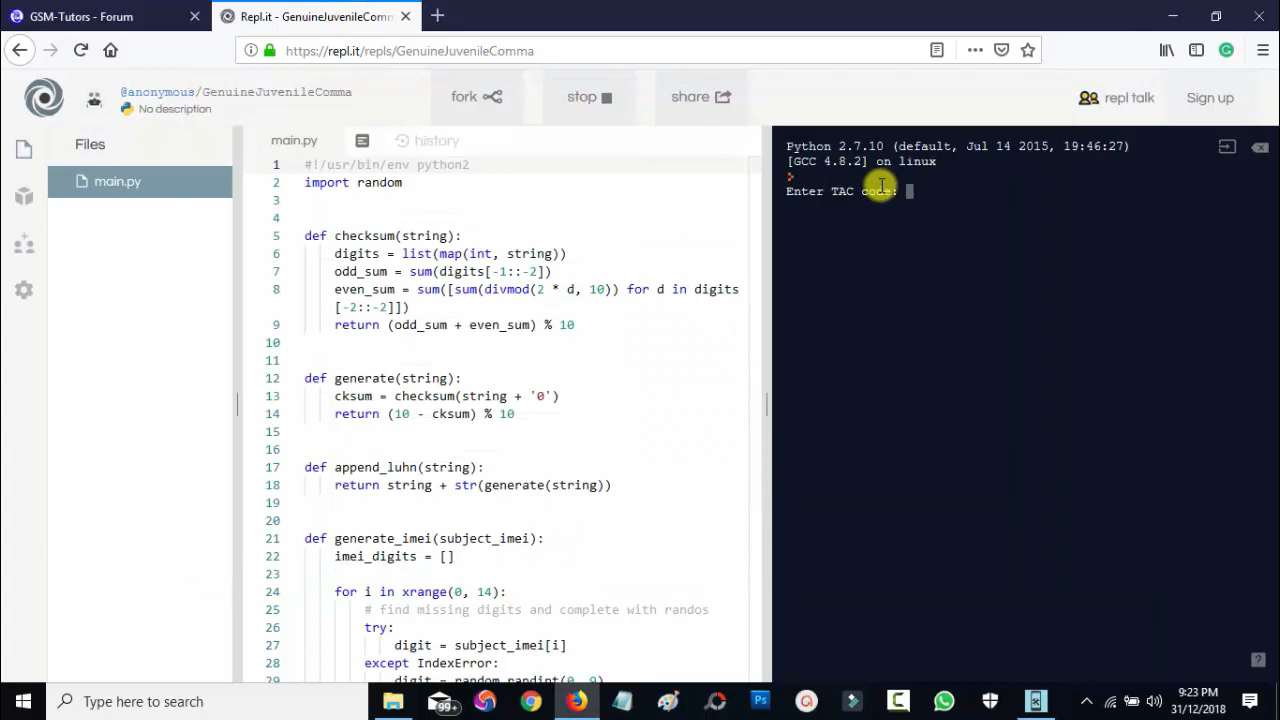 GSM-Tutors - Forum
Repl.it - GenuineJuvenileComm
https://repl.it/repls/GenuineJuvenileComma
@anonymous/GenuineJuvenileComma
No description
fork
stop
share
repl talk
Sign up
Files
main.py
main.py
history
1 #!/usr/bin/env python2
2 import random
3
4
5 def checksum(string):
6 digits = list(map(int, string))
7 odd_sum = sum(digits[-1::-2])
8 even_sum = sum([sum(divmod(2 * d, 10)) for d in digits
[-2::-2]])
9 return (odd_sum + even_sum) % 10
10
11
12 def generate(string):
13 cksum = checksum(string + '0')
14 return (10 - cksum) % 10
15
16
17 def append_luhn(string):
18 return string + str(generate(string))
19
20
21 def generate_imei(subject_imei):
22 imei_digits = []
23
24 for i in xrange(0, 14):
25 # find missing digits and complete with randos
26 try:
27 digit = subject_imei[i]
28 except IndexError:
29 digit = random.randint(0, 9)
Python 2.7.10 (default, Jul 14 2015, 19:46:27)
[GCC 4.8.2] on linux
Enter TAC code:
Type here to search
99+
9:23 PM
31/12/2018